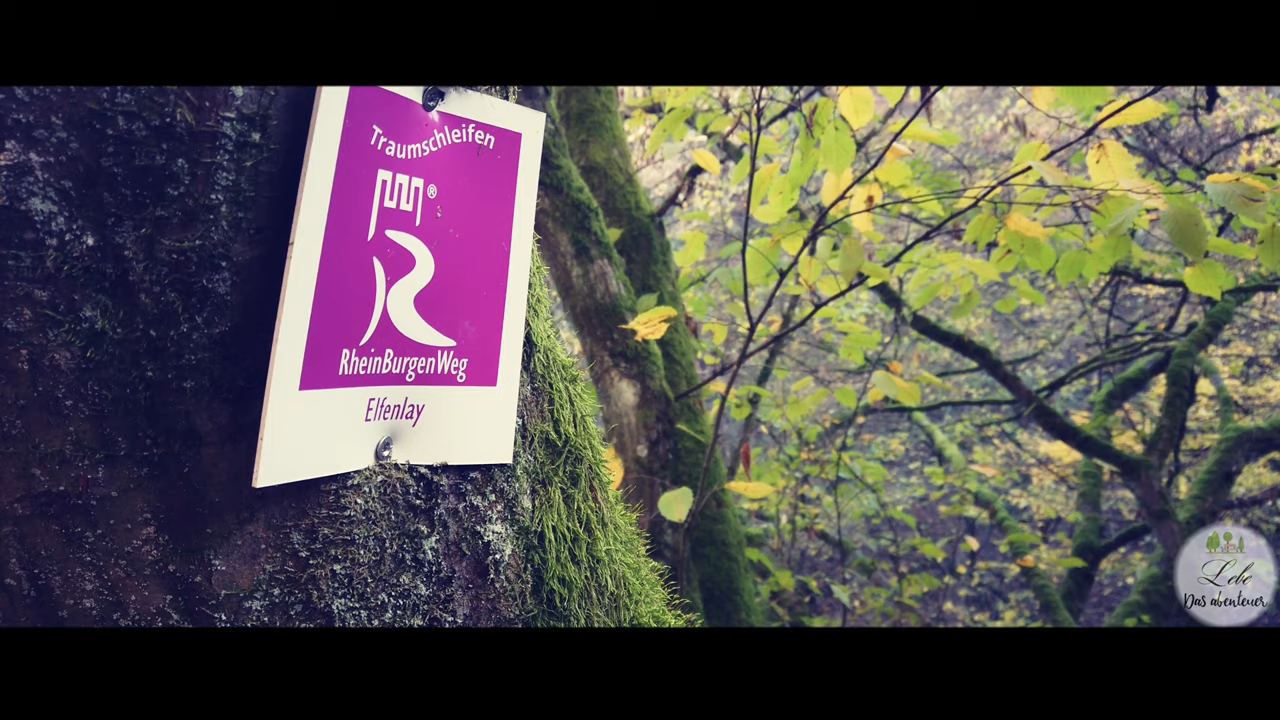 Traumschleifen
®
RheinBurgenWeg
Elfenlay
Lebe
Das abenteuer